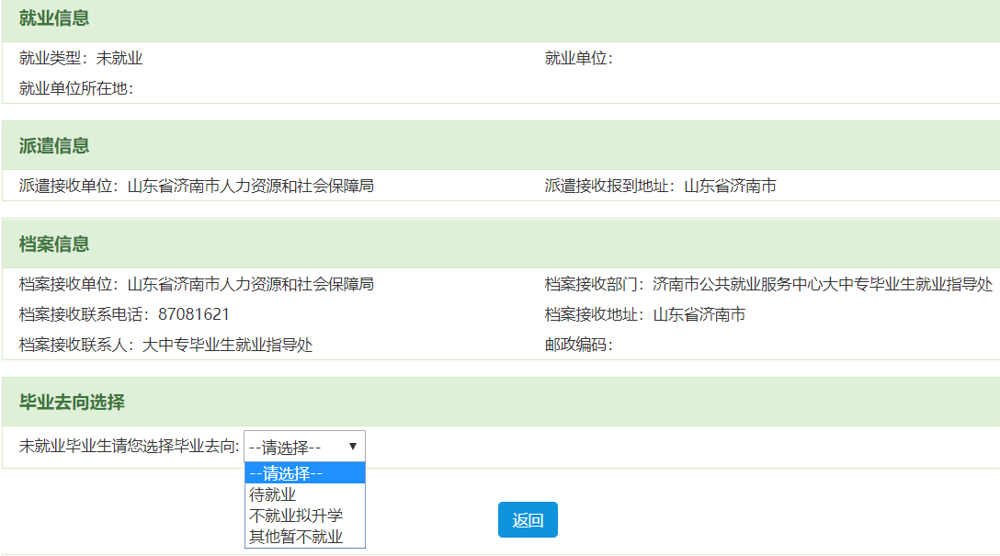 就业信息
就业类型：未就业
就业单位：
就业单位所在地：
派遣信息
派遣接收单位：山东省济南市人力资源和社会保障局
派遣接收报到地址：山东省济南市
档案信息
档案接收单位：山东省济南市人力资源和社会保障局
档案接收部门：济南市公共就业服务中心大中专毕业生就业指导处
档案接收联系电话：87081621
档案接收地址：山东省济南市
档案接收联系人：大中专毕业生就业指导处
邮政编码：
毕业去向选择
未就业毕业生请您选择毕业去向: --请选择--
--请选择--
待就业
不就业拟升学
其他暂不就业
返回